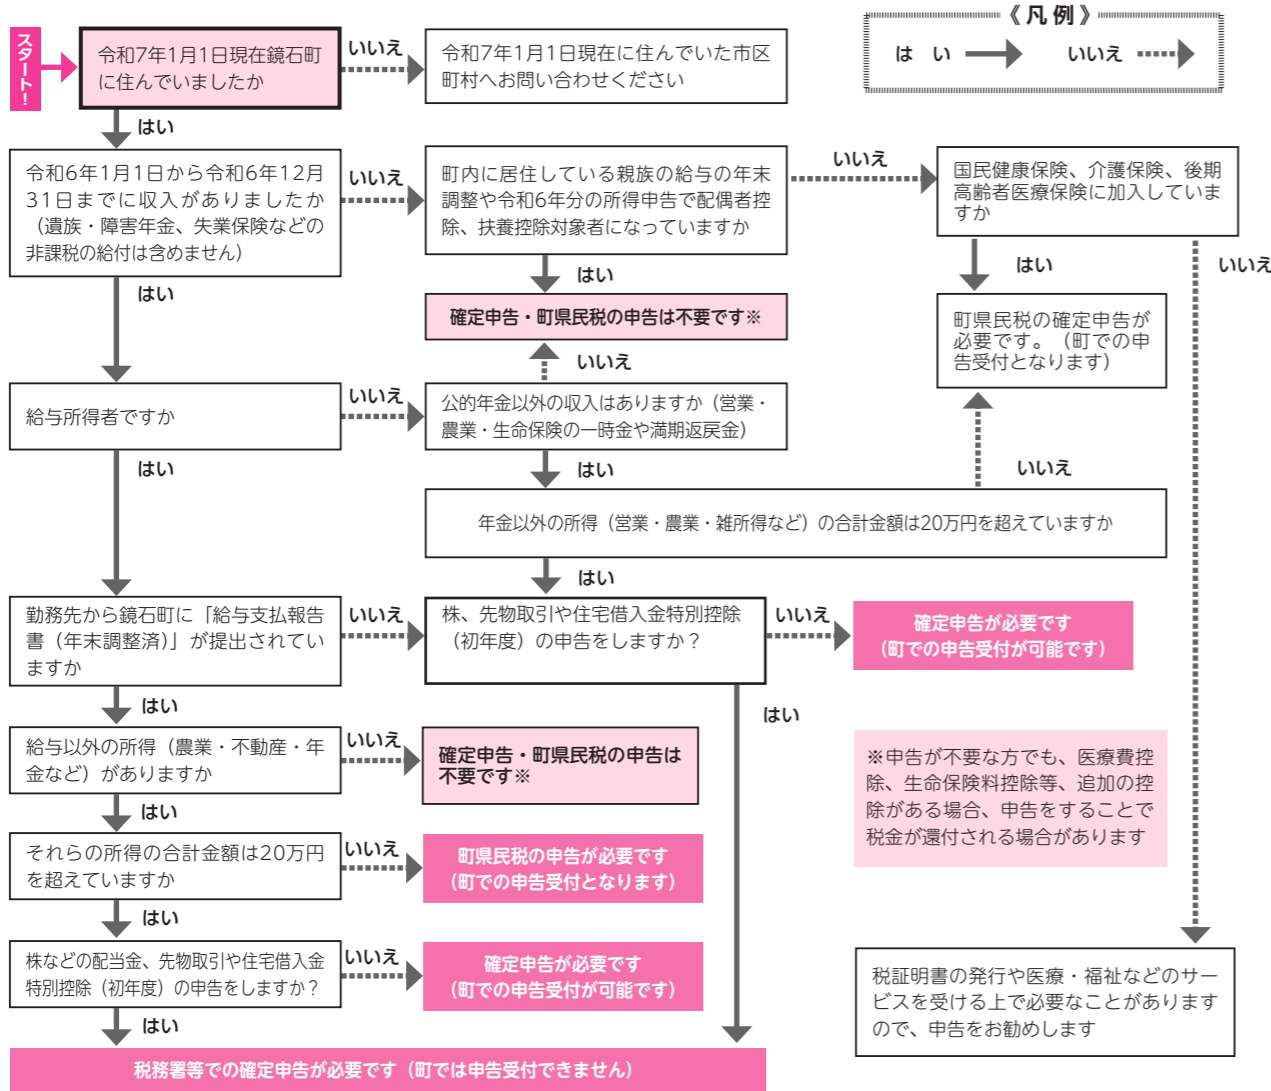 《凡例》
は　い
いいえ
スタート！
令和7年1月1日現在鏡石町
に住んでいましたか
いいえ
令和7年1月1日現在に住んでいた市区
町村へお問い合わせください
はい
令和6年1月1日から令和6年12月
31日までに収入がありましたか
（遺族・障害年金、失業保険などの
非課税の給付は含めません）
いいえ
町内に居住している親族の給与の年末
調整や令和6年分の所得申告で配偶者控
除、扶養控除対象者になっていますか
いいえ
国民健康保険、介護保険、後期
高齢者医療保険に加入していま
すか
はい
はい
はい
いいえ
確定申告・町県民税の申告は不要です※
町県民税の確定申告が
必要です。（町での申
告受付となります）
いいえ
給与所得者ですか
いいえ
公的年金以外の収入はありますか（営業・
農業・生命保険の一時金や満期返戻金）
はい
はい
いいえ
年金以外の所得（営業・農業・雑所得など）の合計金額は20万円を超えていますか
はい
勤務先から鏡石町に「給与支払報告
書（年末調整済）」が提出されてい
ますか
いいえ
株、先物取引や住宅借入金特別控除
（初年度）の申告をしますか？
いいえ
確定申告が必要です
（町での申告受付が可能です）
はい
はい
給与以外の所得（農業・不動産・年
金など）がありますか
いいえ
確定申告・町県民税の申告は
不要です※
※申告が不要な方でも、医療費控
除、生命保険料控除等、追加の控
除がある場合、申告をすることで
税金が還付される場合があります
はい
それらの所得の合計金額は20万円
を超えていますか
いいえ
町県民税の申告が必要です
（町での申告受付となります）
はい
株などの配当金、先物取引や住宅借入金
特別控除（初年度）の申告をしますか？
いいえ
確定申告が必要です
（町での申告受付が可能です）
税証明書の発行や医療・福祉などのサー
ビスを受ける上で必要なことがあります
ので、申告をお勧めします
はい
税務署等での確定申告が必要です（町では申告受付できません）